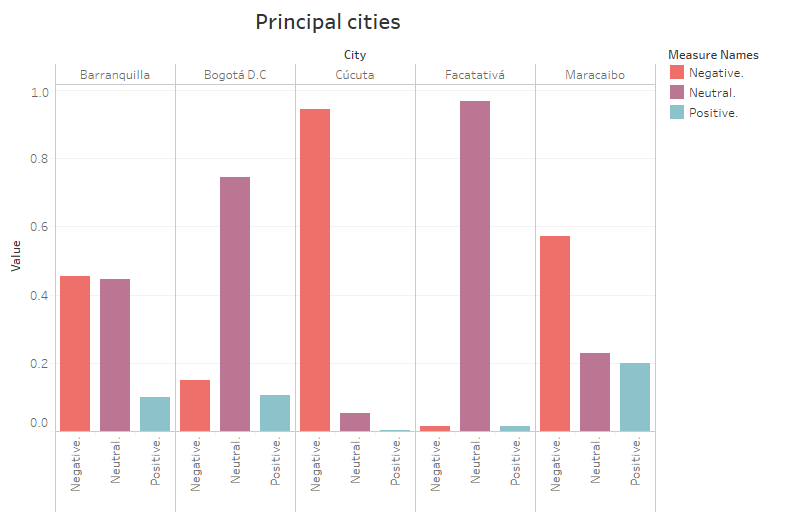 Principal cities
City
Measure Names
Barranquilla Bogotá D.C Cúcuta Facatativá Maracaibo
Negative.
Neutral.
Positive.
1.0
0.8
0.6
0.4
0.2
0.0
Value
Negative. Neutral. Positive. Negative. Neutral. Positive. Negative. Neutral. Positive. Negative. Neutral. Positive. Negative. Neutral. Positive.